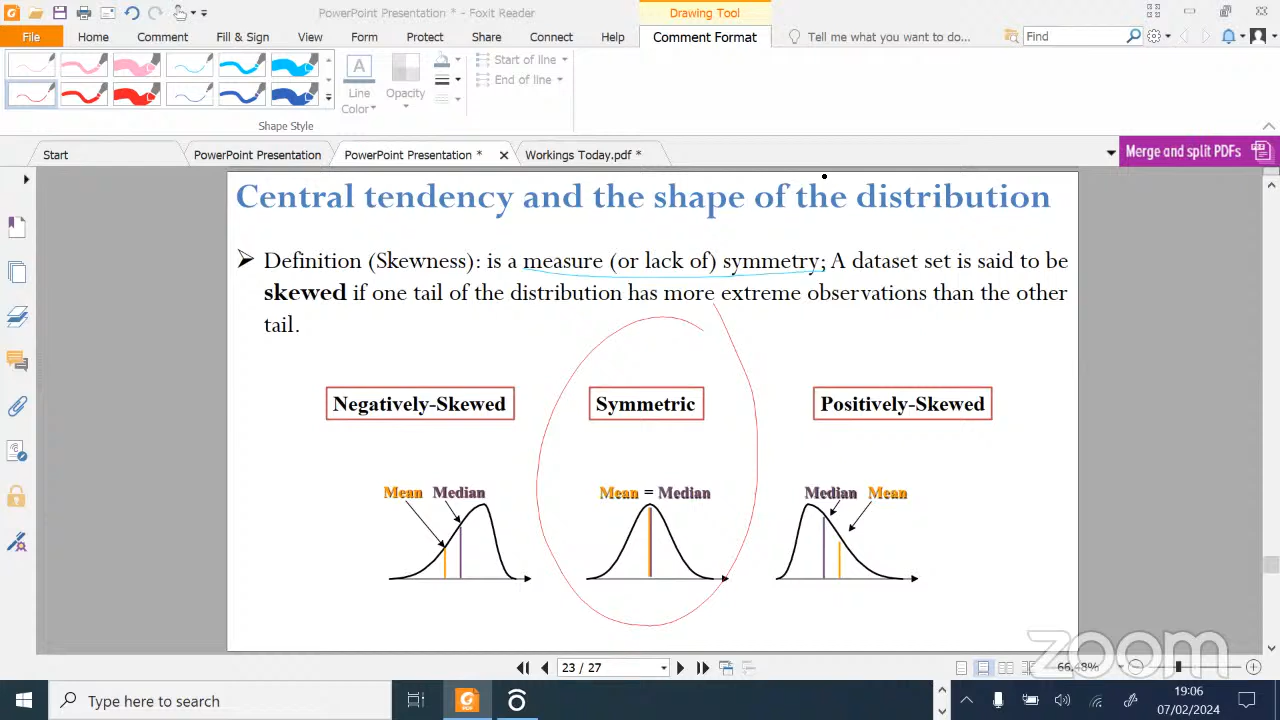 PowerPoint Presentation * - Foxit Reader
Drawing Tool
File Home Comment View Form Protect Share Connect Help Comment Format Tell me what you want to do... Find
Fill & Sign
Line Color
Opacity
Start of line
End of line
Shape Style
Start PowerPoint Presentation PowerPoint Presentation * Workings Today.pdf * Merge and split PDFs
Central tendency and the shape of the distribution
Definition (Skewness): is a measure (or lack of) symmetry; A dataset set is said to be
skewed if one tail of the distribution has more extreme observations than the other
tail.
Negatively-Skewed Symmetric Positively-Skewed
Mean Median Mean = Median Median Mean
zoom
23 / 27 66.48%
Type here to search
19:06
07/02/2024